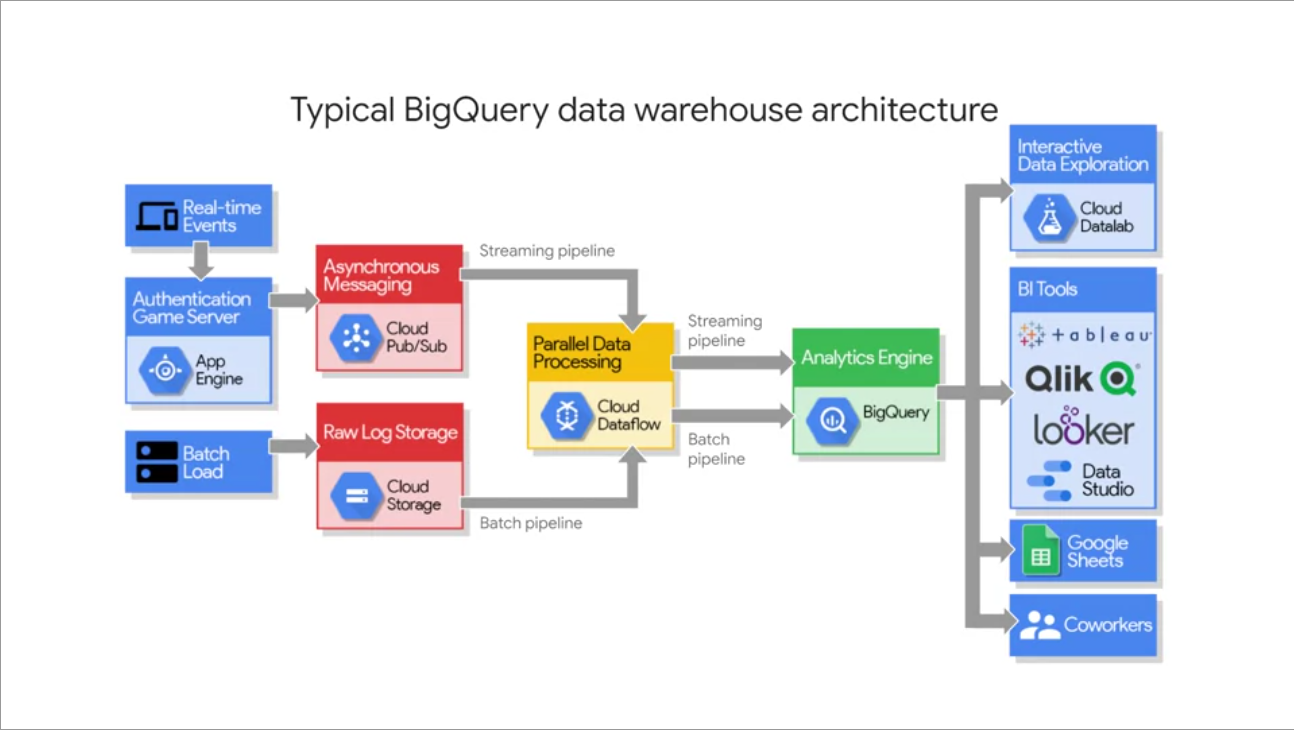 Typical BigQuery data warehouse architecture
Real-time
Events
Authentication
Game Server
App
Engine
Batch
Load
Asynchronous
Messaging
Cloud
Pub/Sub
Raw Log Storage
Cloud
Storage
Streaming pipeline
Batch pipeline
Parallel Data
Processing
Cloud
Dataflow
Streaming
pipeline
Batch
pipeline
Analytics Engine
BigQuery
Interactive
Data Exploration
Cloud
Datalab
BI Tools
+ableau
Qlik
looker
Data
Studio
Google
Sheets
Coworkers